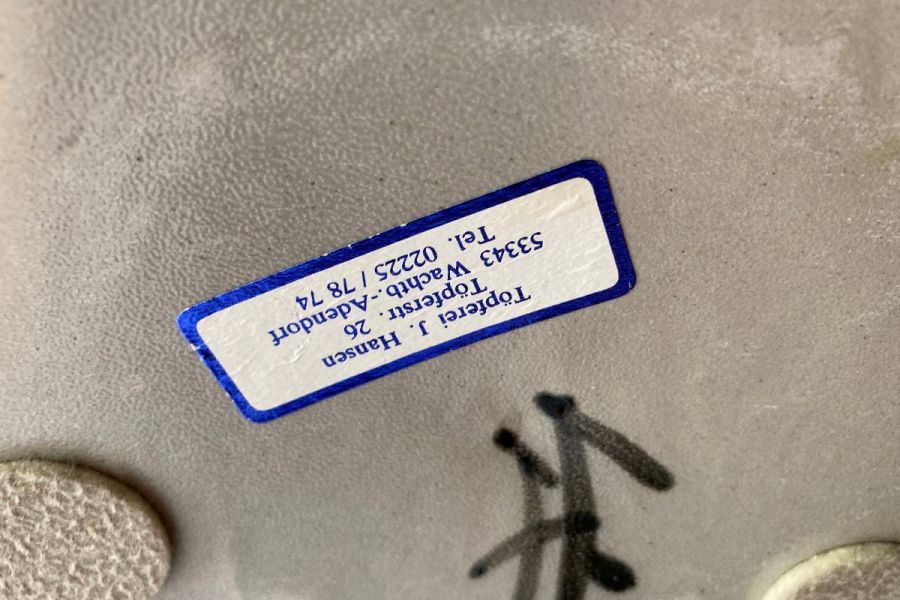 Töpferei J. Hansen
Töpferstr. 26
53343 Wachtb.-Adendorf
Tel. 02225 / 78 74